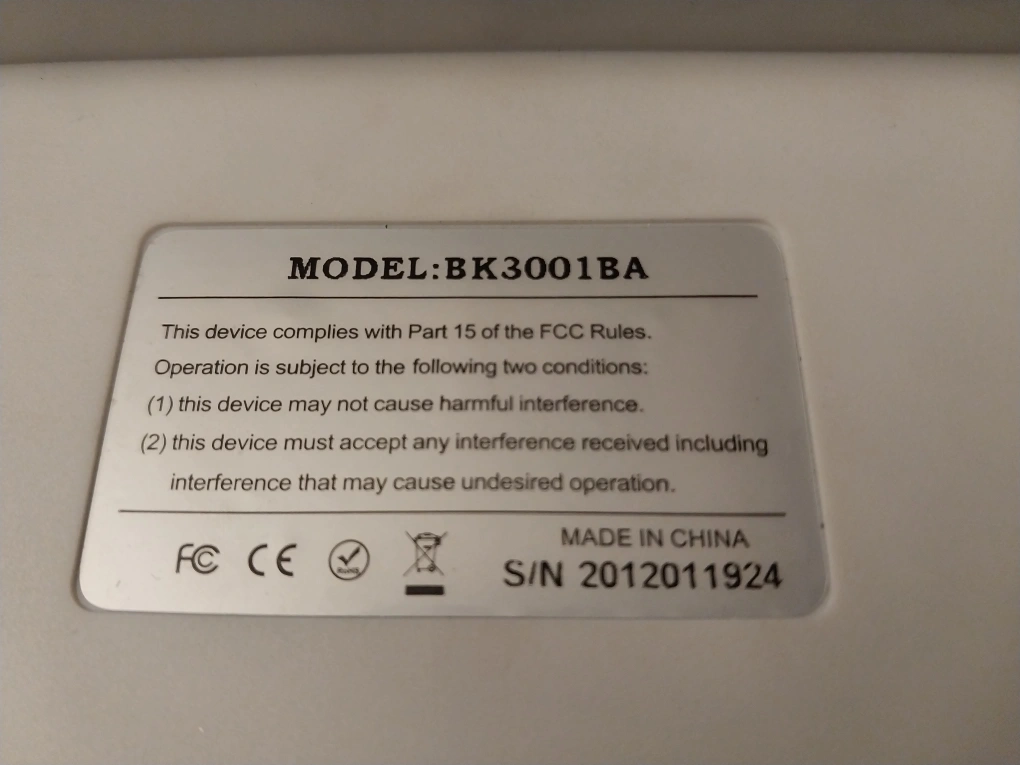 MODEL:BK3001BA
This device complies with Part 15 of the FCC Rules.
Operation is subject to the following two conditions:
(1) this device may not cause harmful interference.
(2) this device must accept any interference received including
interference that may cause undesired operation.
FC CE RoHS
MADE IN CHINA
S/N 2012011924